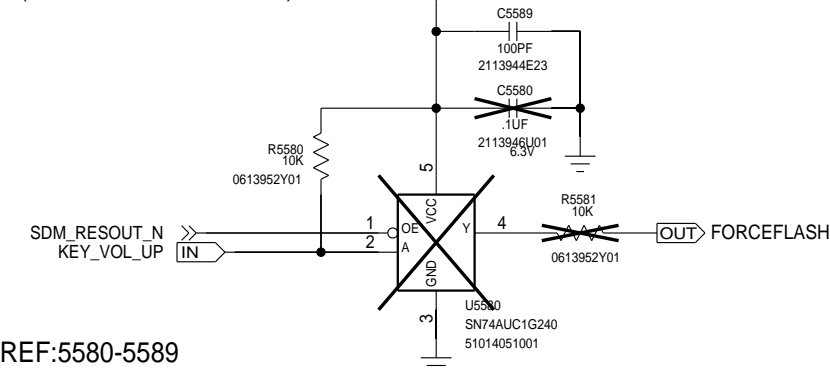 C5589
100PF
2113944E23
C5580
.1UF
2113946U01
6.3V
R5580
10K
0613952Y01
5
VCC
R5581
10K
0613952Y01
SDM_RESOUT_N
1
OE
Y
4
OUT
FORCEFLASH
KEY_VOL_UP
IN
2
A
GND
3
U5580
SN74AUC1G240
51014051001
REF:5580-5589